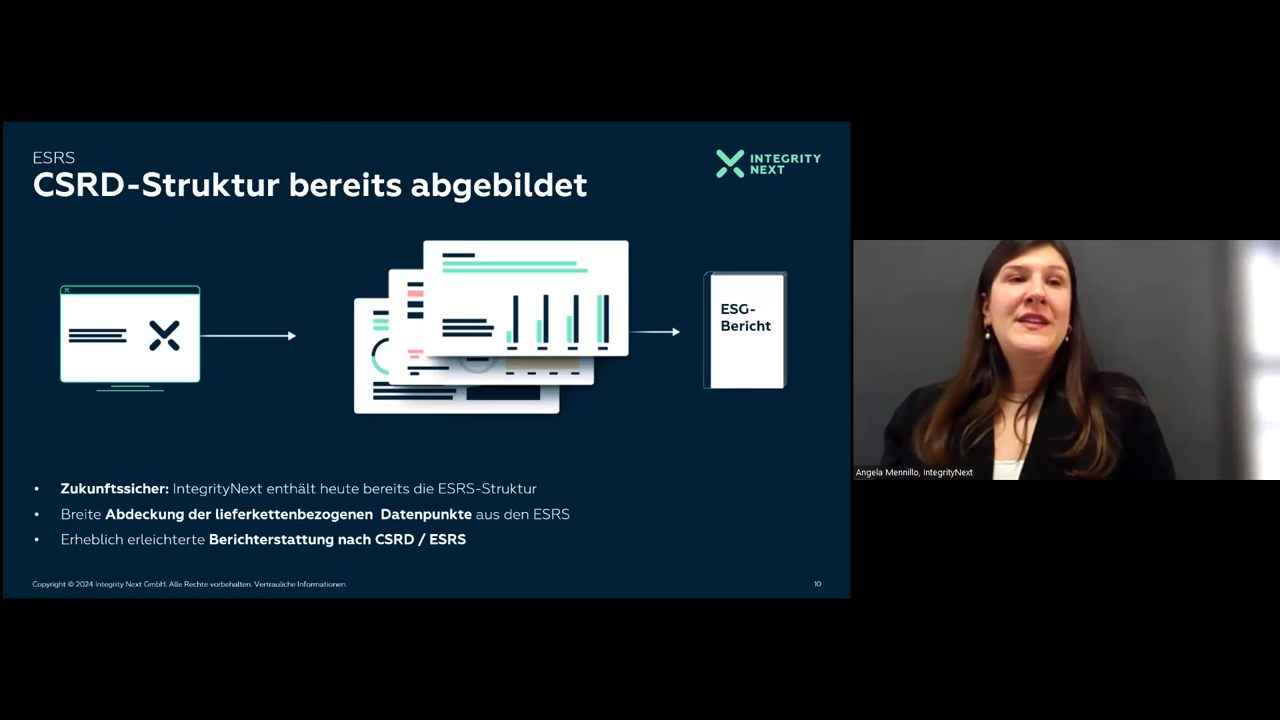 ESRS
CSRD-Struktur bereits abgebildet
INTEGRITY
NEXT
ESG-
Bericht
• Zukunftssicher: IntegrityNext enthält heute bereits die ESRS-Struktur
• Breite Abdeckung der lieferkettenbezogenen Datenpunkte aus den ESRS
• Erheblich erleichterte Berichterstattung nach CSRD / ESRS
Copyright © 2024 Integrity Next GmbH. Alle Rechte vorbehalten. Vertrauliche Informationen.
10
Angela Mennillo, IntegrityNext